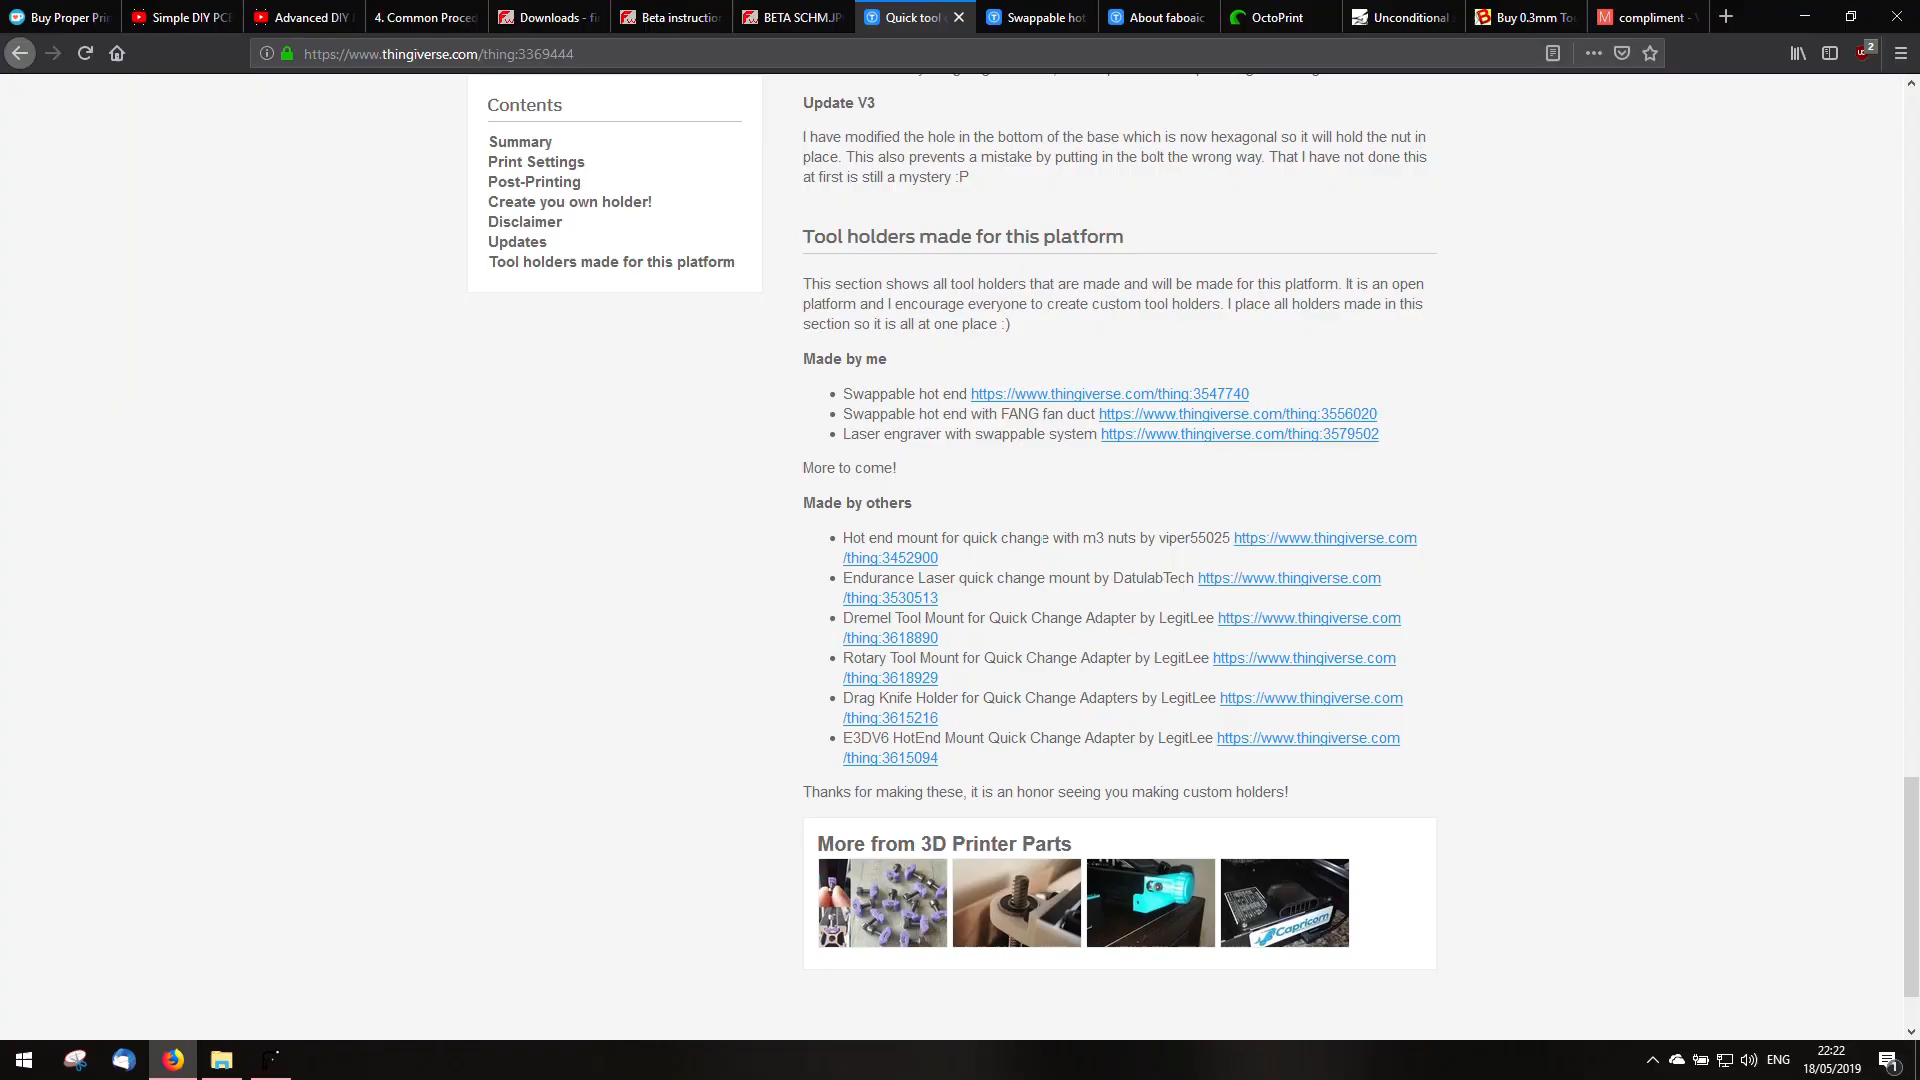 Buy Proper Prin
Simple DIY PCB
Advanced DIY
4. Common Proced
Downloads - fi
Beta instruction
BETA SCHM.JP
Quick tool
Swappable hot
About faboaic
OctoPrint
Unconditional
Buy 0.3mm To
compliment -
https://www.thingiverse.com/thing:3369444
2
Contents
Summary
Print Settings
Post-Printing
Create you own holder!
Disclaimer
Updates
Tool holders made for this platform
Update V3
I have modified the hole in the bottom of the base which is now hexagonal so it will hold the nut in
place. This also prevents a mistake by putting in the bolt the wrong way. That I have not done this
at first is still a mystery :P
Tool holders made for this platform
This section shows all tool holders that are made and will be made for this platform. It is an open
platform and I encourage everyone to create custom tool holders. I place all holders made in this
section so it is all at one place :)
Made by me
Swappable hot end https://www.thingiverse.com/thing:3547740
Swappable hot end with FANG fan duct https://www.thingiverse.com/thing:3556020
Laser engraver with swappable system https://www.thingiverse.com/thing:3579502
More to come!
Made by others
Hot end mount for quick change with m3 nuts by viper55025 https://www.thingiverse.com
/thing:3452900
Endurance Laser quick change mount by DatulabTech https://www.thingiverse.com
/thing:3530513
Dremel Tool Mount for Quick Change Adapter by LegitLee https://www.thingiverse.com
/thing:3618890
Rotary Tool Mount for Quick Change Adapter by LegitLee https://www.thingiverse.com
/thing:3618929
Drag Knife Holder for Quick Change Adapters by LegitLee https://www.thingiverse.com
/thing:3615216
E3DV6 HotEnd Mount Quick Change Adapter by LegitLee https://www.thingiverse.com
/thing:3615094
Thanks for making these, it is an honor seeing you making custom holders!
More from 3D Printer Parts
Capricorn
ENG
22:22
18/05/2019
1